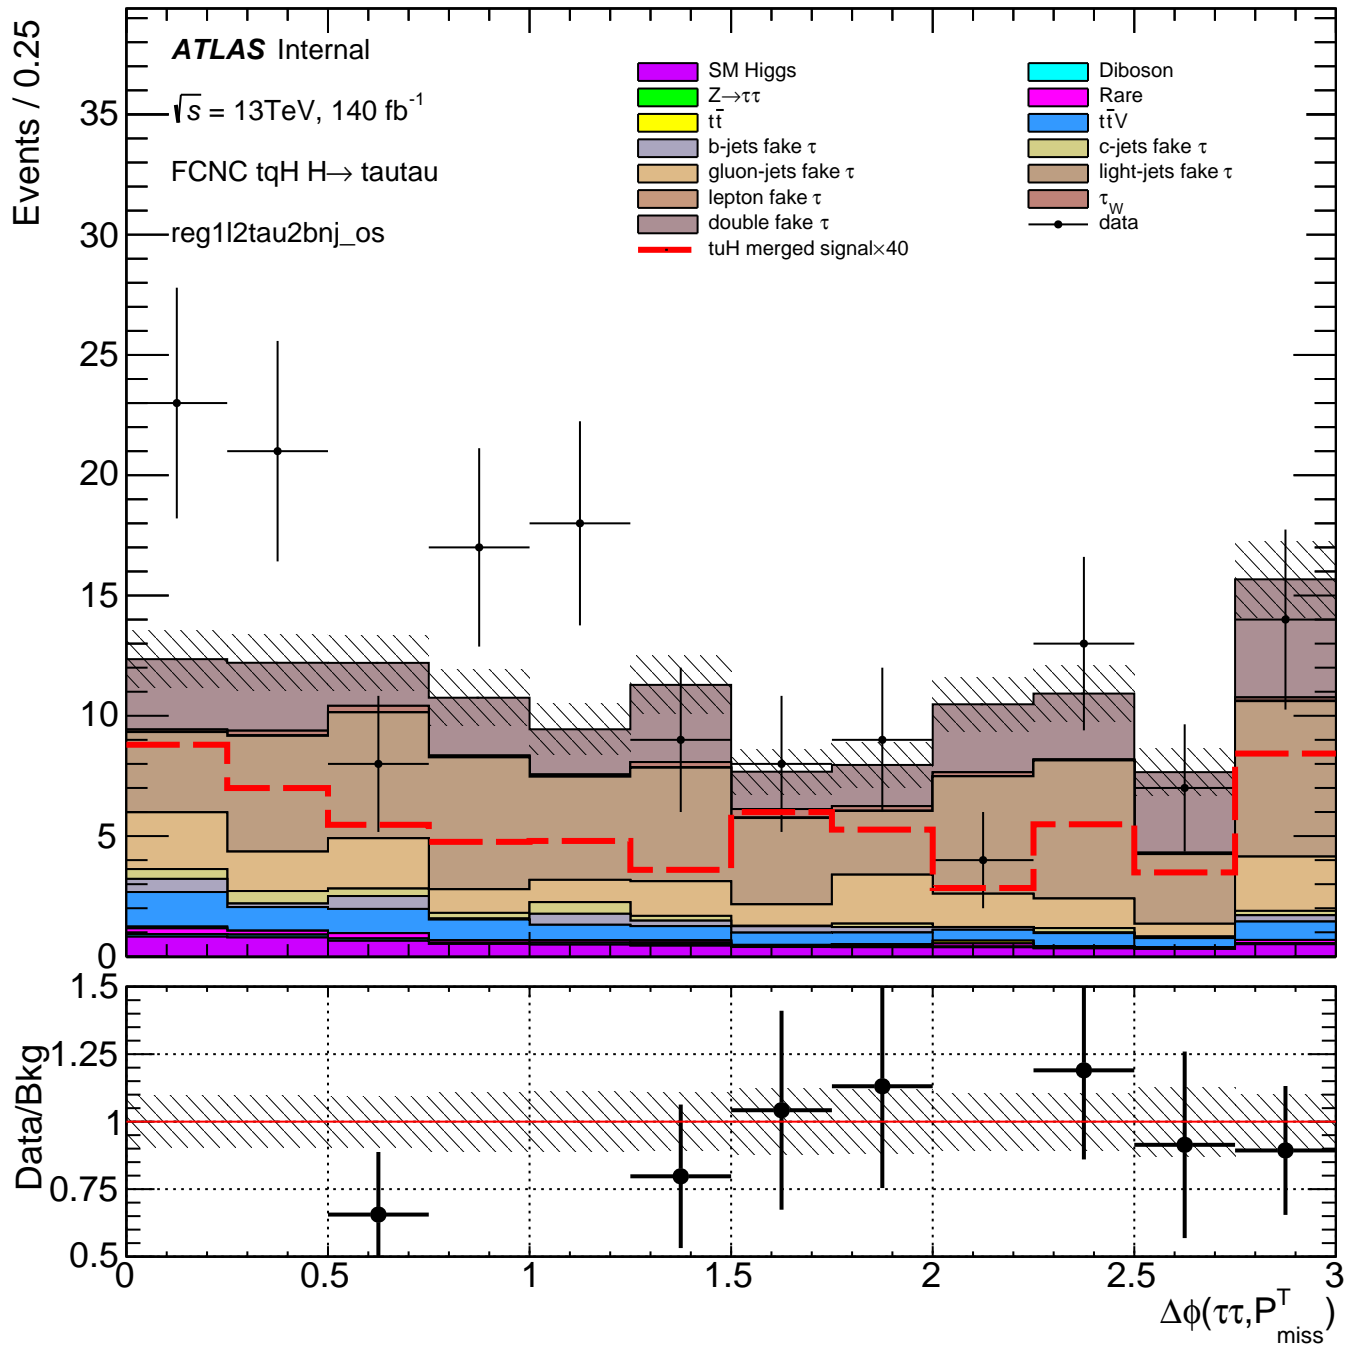 Events / 0.25
ATLAS Internal
√s = 13TeV, 140 fb⁻¹
FCNC tqH H→ tautau
reg1l2tau2bnj_os
SM Higgs
Z→ττ
tt̄
b-jets fake τ
gluon-jets fake τ
lepton fake τ
double fake τ
tuH merged signal×40
Diboson
Rare
tt̄V
c-jets fake τ
light-jets fake τ
τ_W
data
35
30
25
20
15
10
5
0
Data/Bkg
1.5
1.25
1
0.75
0.5
0 0.5 1 1.5 2 2.5 3
Δϕ(ττ,P^T_miss)